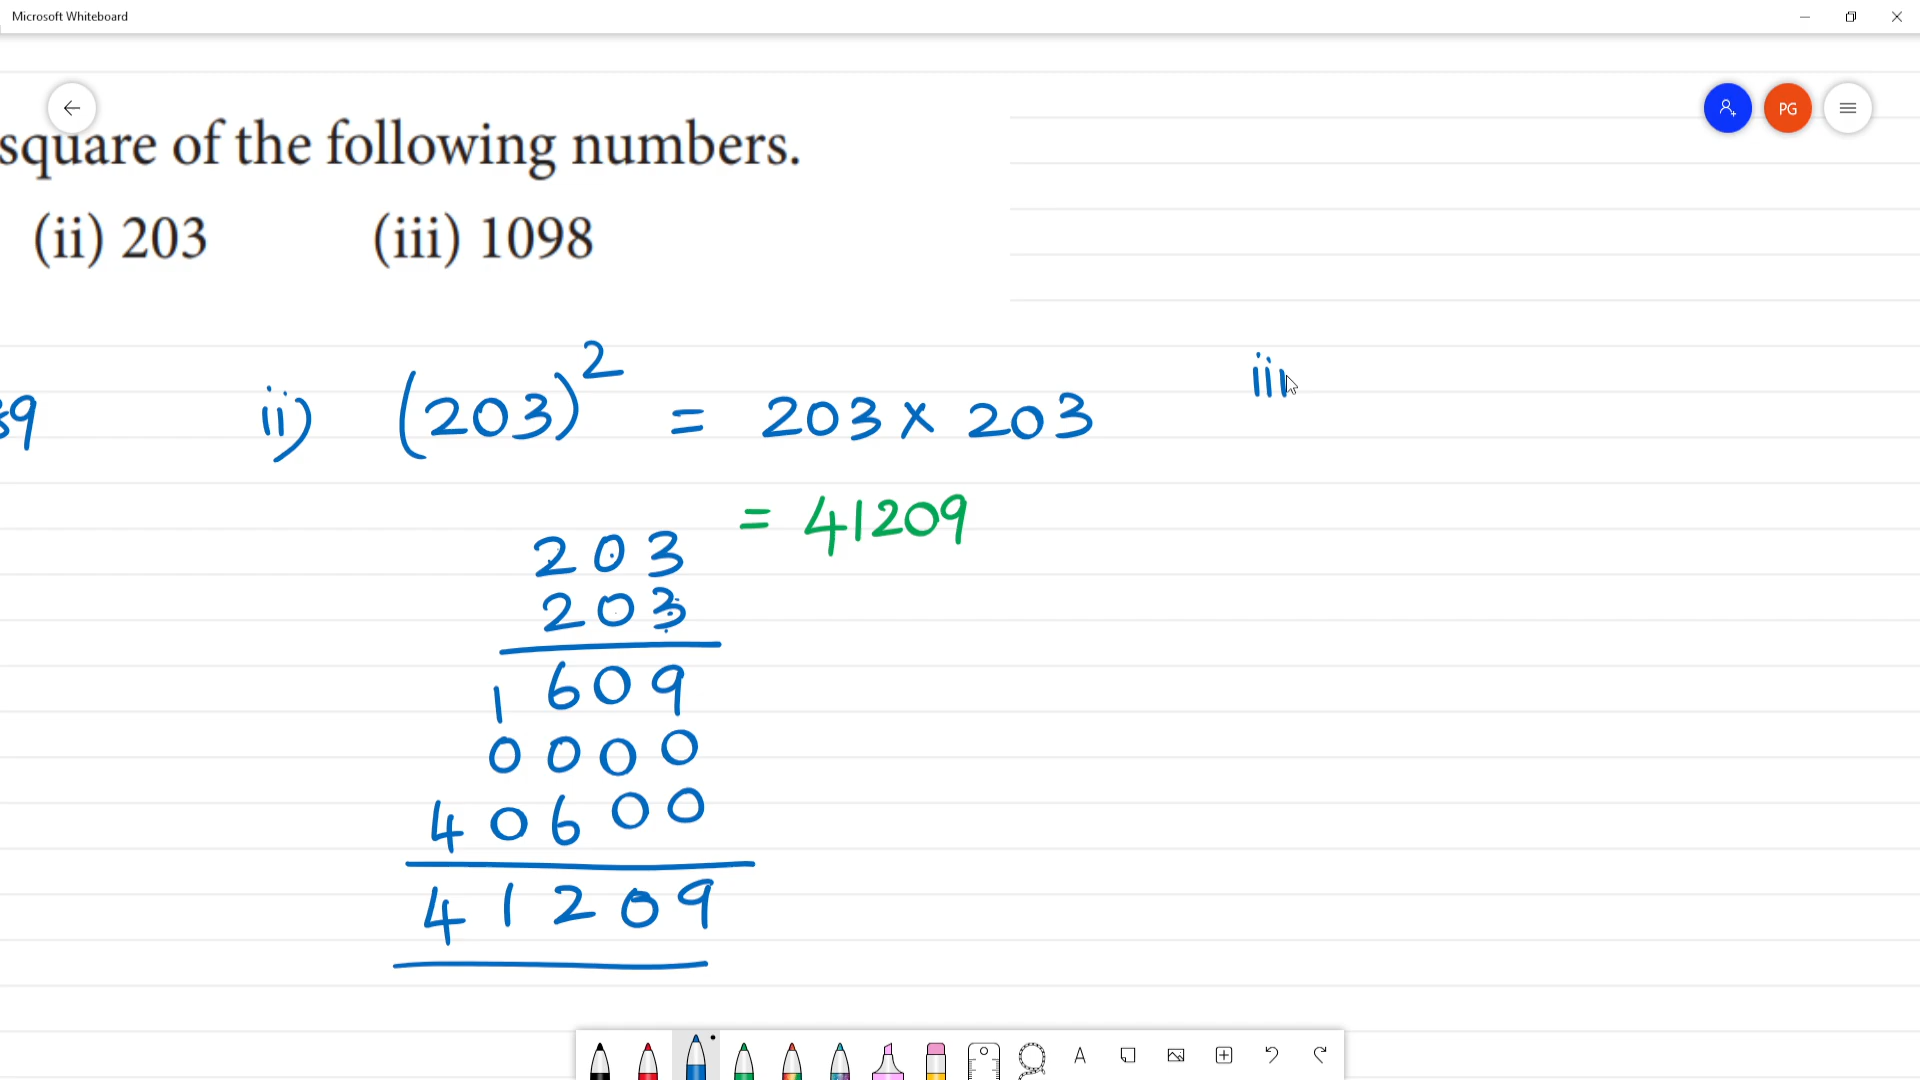 Microsoft Whiteboard
PG
square of the following numbers.
(ii) 203 (iii) 1098
39 ii) (203)² = 203 x 203 iii
= 41209
203
203
1609
0000
40600
41209
A